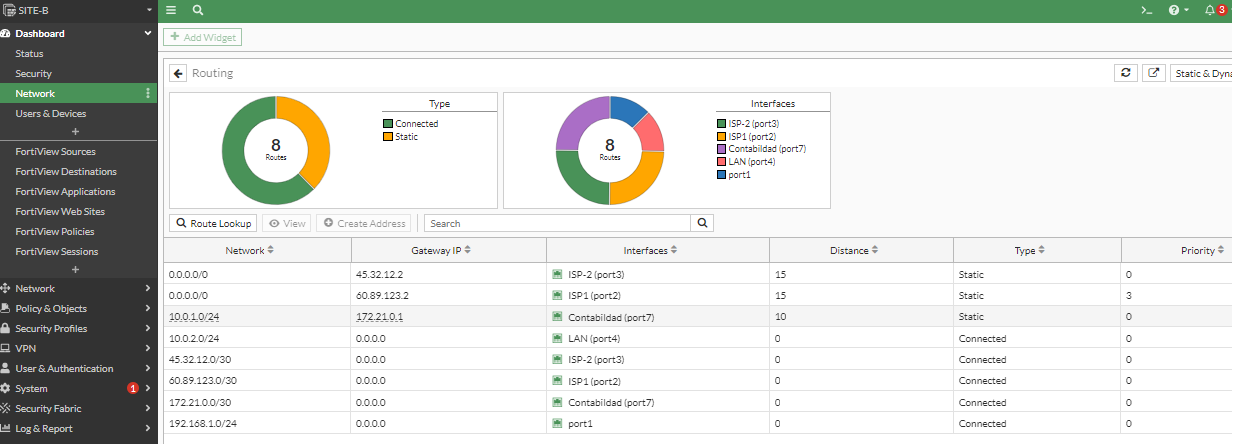 SITE-B
3
Dashboard
Add Widget
Status
Security
Routing
Static & Dyna
Network
Users & Devices
Type
Connected
Static
8
Routes
Interfaces
ISP-2 (port3)
ISP1 (port2)
Contabildad (port7)
LAN (port4)
port1
8
Routes
FortiView Sources
FortiView Destinations
FortiView Applications
FortiView Web Sites
FortiView Policies
FortiView Sessions
Route Lookup View Create Address Search
Network Gateway IP Interfaces Distance Type Priority
0.0.0.0/0 45.32.12.2 ISP-2 (port3) 15 Static 0
0.0.0.0/0 60.89.123.2 ISP1 (port2) 15 Static 3
10.0.1.0/24 172.21.0.1 Contabildad (port7) 10 Static 0
10.0.2.0/24 0.0.0.0 LAN (port4) 0 Connected 0
45.32.12.0/30 0.0.0.0 ISP-2 (port3) 0 Connected 0
60.89.123.0/30 0.0.0.0 ISP1 (port2) 0 Connected 0
172.21.0.0/30 0.0.0.0 Contabildad (port7) 0 Connected 0
192.168.1.0/24 0.0.0.0 port1 0 Connected 0
Network
Policy & Objects
Security Profiles
VPN
User & Authentication
System 1
Security Fabric
Log & Report